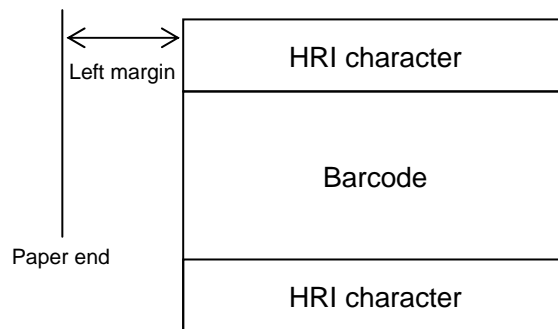 HRI character
Left margin
Barcode
Paper end
HRI character